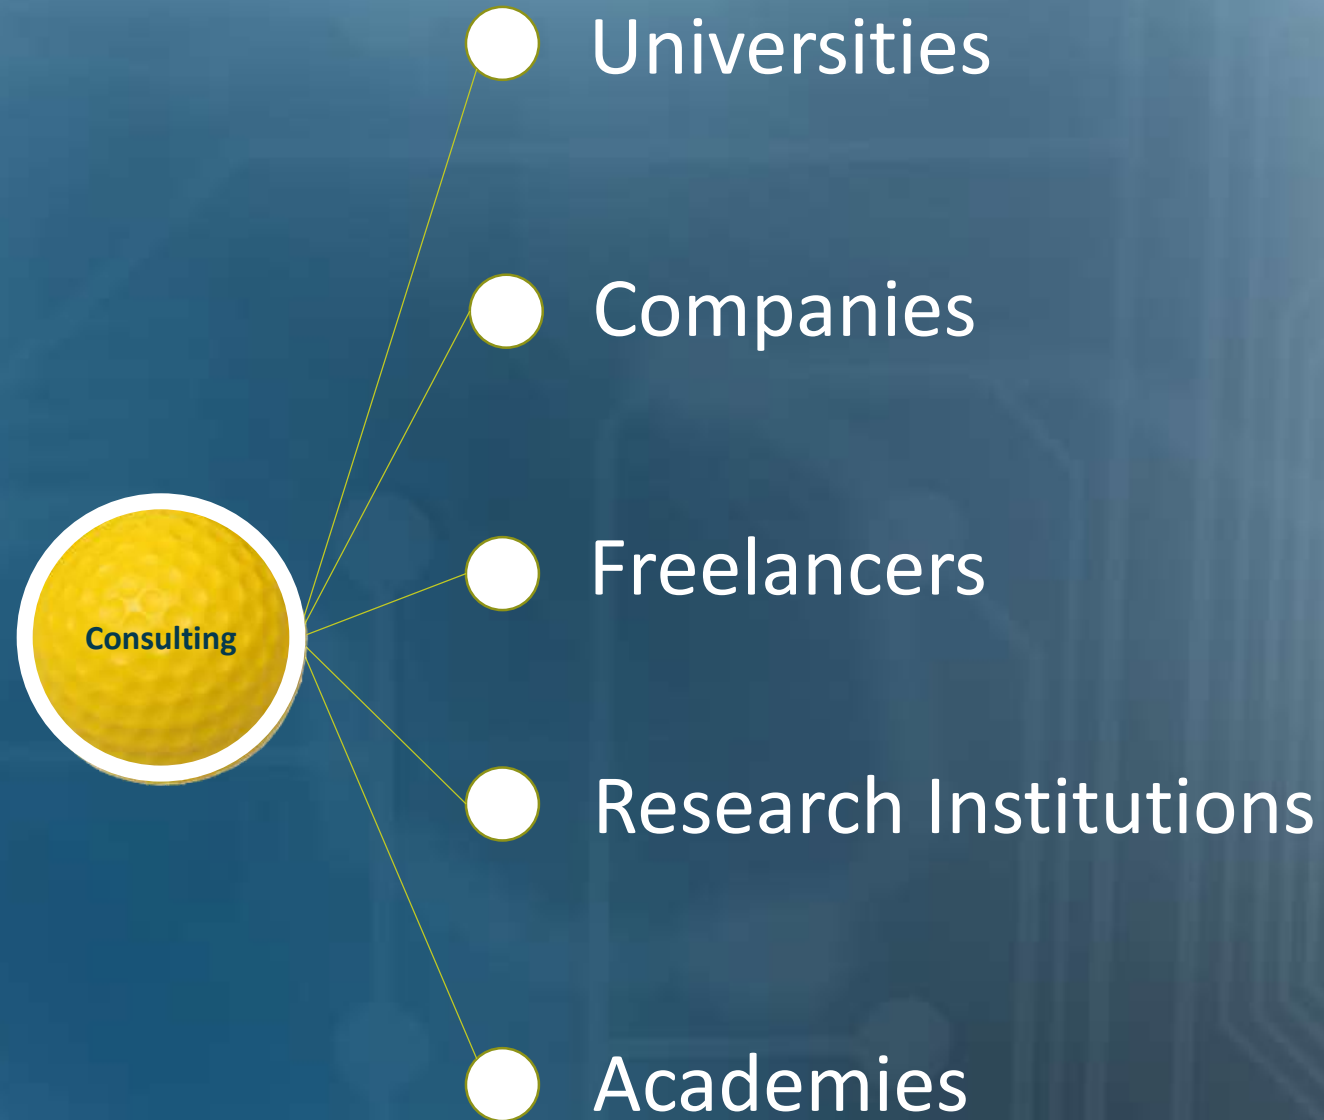 Universities
Companies
Freelancers
Consulting
Research Institutions
Academies